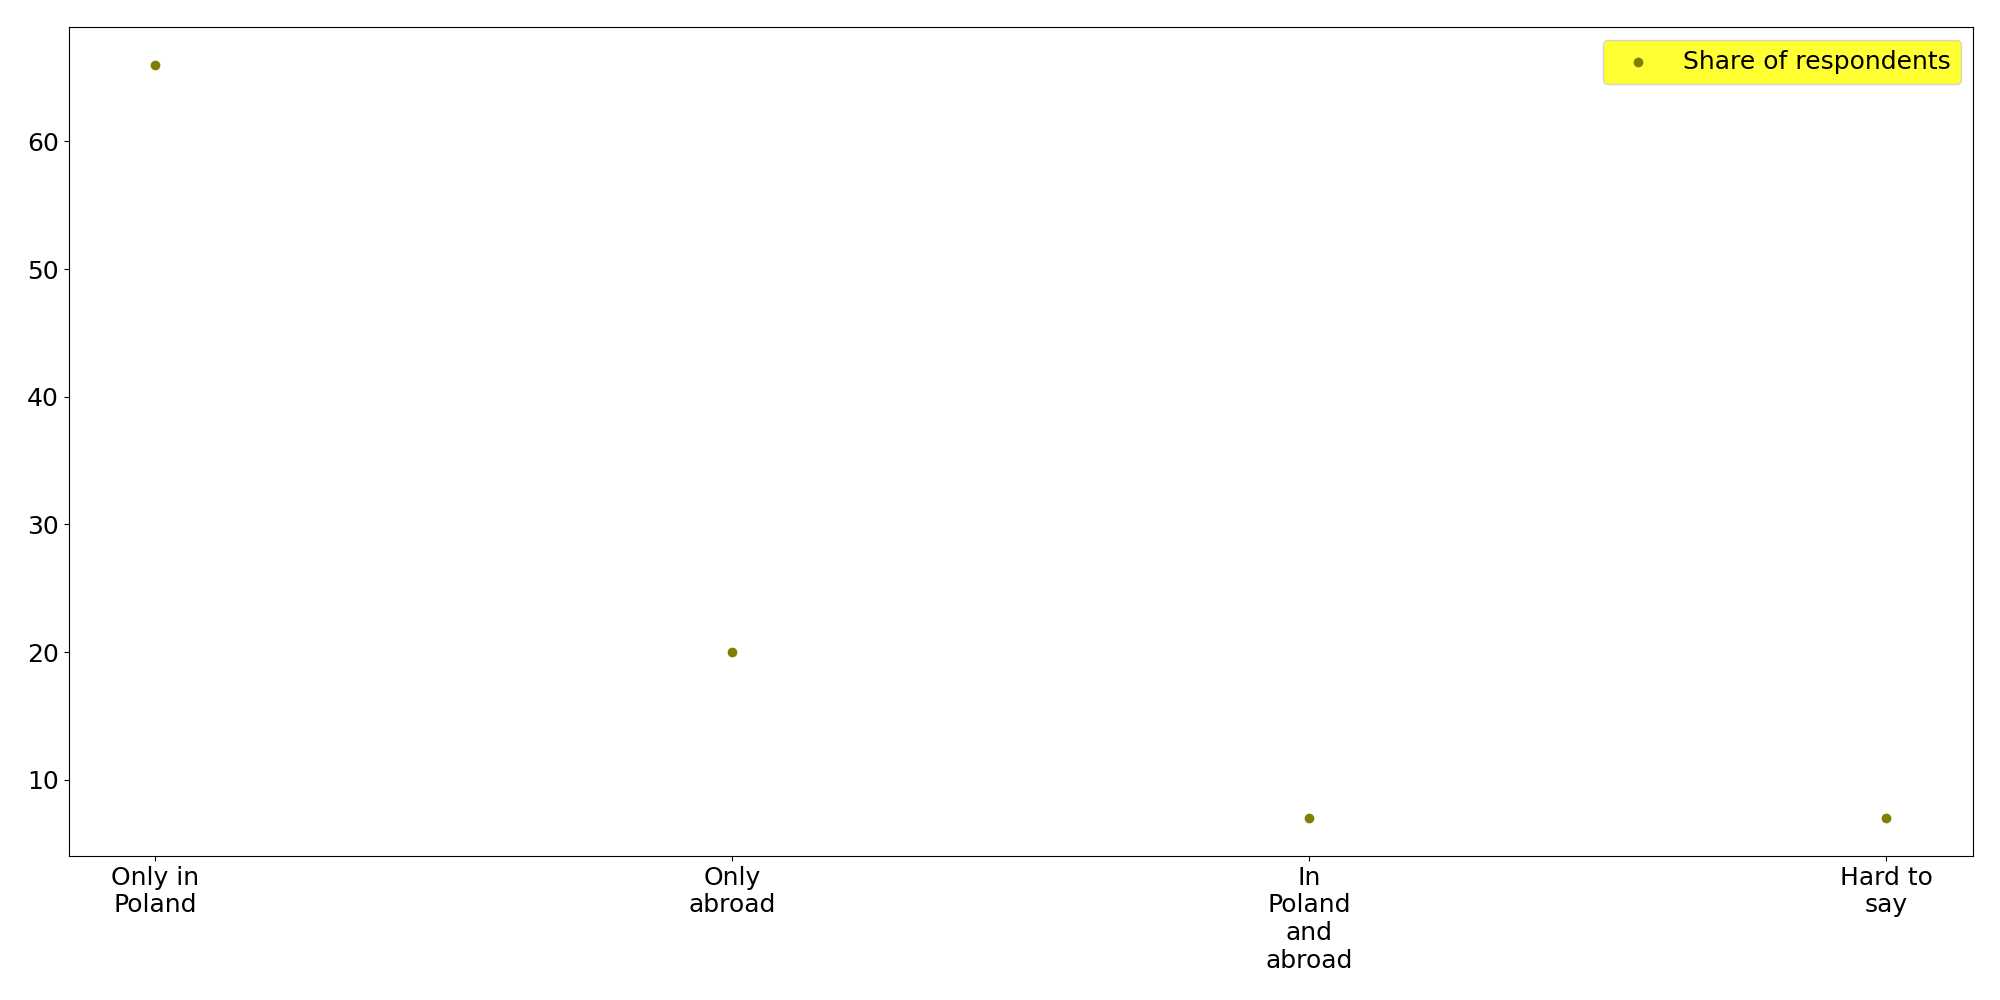 Share of respondents
60
50
40
30
20
10
Only in
Poland
Only
abroad
In
Poland
and
abroad
Hard to
say